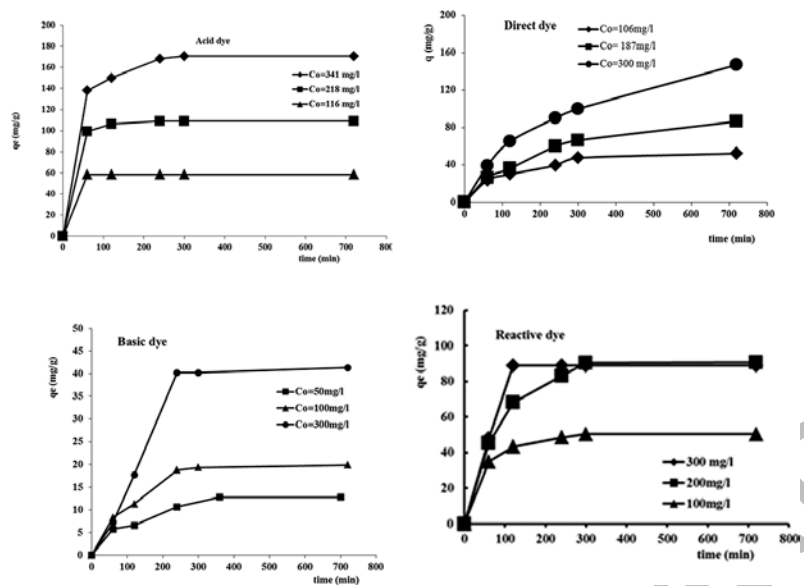 Acid dye
qe (mg/g)
200
180
160
140
120
100
80
60
40
20
0
Co=341 mg/l
Co=218 mg/l
Co=116 mg/l
0 100 200 300 400 500 600 700 800
time (min)
Direct dye
q (mg/g)
200
160
120
80
40
0
Co=106mg/l
Co= 187mg/l
Co=300 mg/l
0 100 200 300 400 500 600 700 800
time (min)
Basic dye
qe (mg/g)
50
45
40
35
30
25
20
15
10
5
0
Co=50mg/l
Co=100mg/l
Co=300mg/l
0 100 200 300 400 500 600 700 800
time (min)
Reactive dye
qe (mg/g)
120
100
80
60
40
20
0
300 mg/l
200mg/l
100mg/l
0 100 200 300 400 500 600 700 800
time (min)